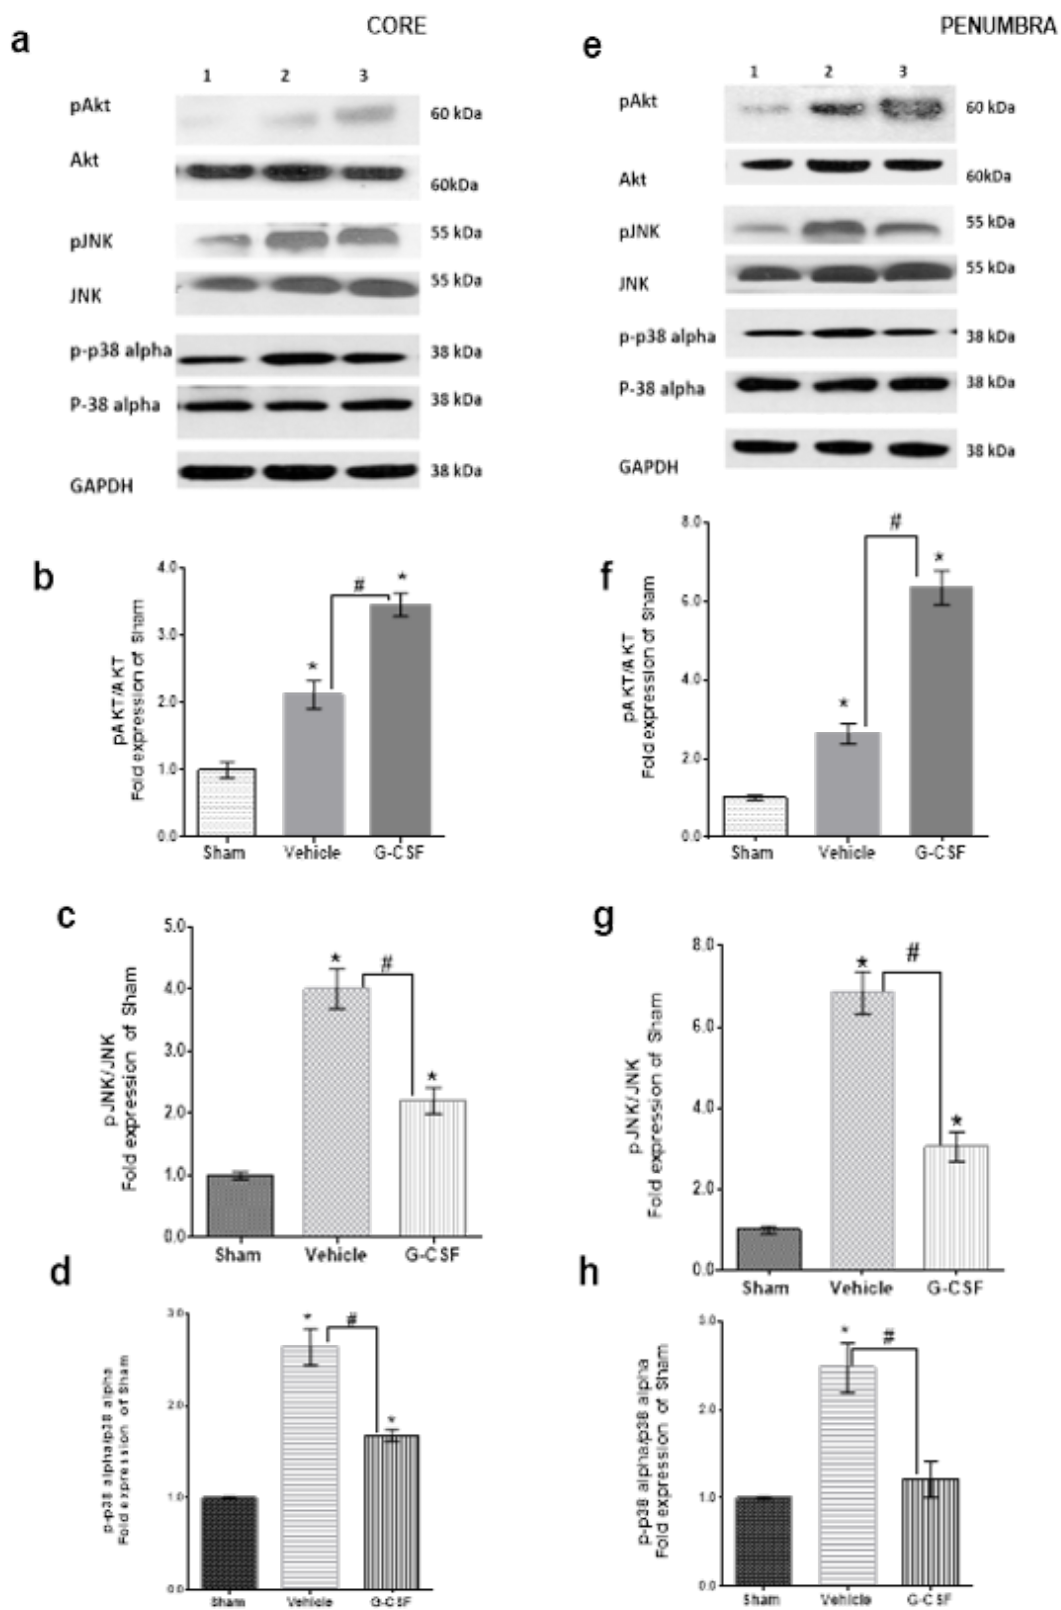 a
CORE
1 2 3
pAkt
60 kDa
Akt
60kDa
pJNK
55 kDa
JNK
55 kDa
p-p38 alpha
38 kDa
P-38 alpha
38 kDa
GAPDH
38 kDa
e
PENUMBRA
1 2 3
pAkt
60 kDa
Akt
60kDa
pJNK
55 kDa
JNK
55 kDa
p-p38 alpha
38 kDa
P-38 alpha
38 kDa
GAPDH
38 kDa
b
pAKT/AKT
Fold expression of Sham
4.0
3.0
2.0
1.0
0.0
*
#
*
Sham Vehicle G-CSF
f
pAKT/AKT
Fold expression of Sham
8.0
6.0
4.0
2.0
0.0
*
#
*
Sham Vehicle G-CSF
c
pJNK/JNK
Fold expression of Sham
5.0
4.0
3.0
2.0
1.0
0.0
*
#
*
Sham Vehicle G-CSF
g
pJNK/JNK
Fold expression of Sham
8.0
6.0
4.0
2.0
0.0
*
#
*
Sham Vehicle G-CSF
d
p-p38 alpha/p38 alpha
Fold expression of Sham
3.0
2.0
1.0
0.0
*
#
*
Sham Vehicle G-CSF
h
p-p38 alpha/p38 alpha
Fold expression of Sham
3.0
2.0
1.0
0.0
*
#
Sham Vehicle G-CSF